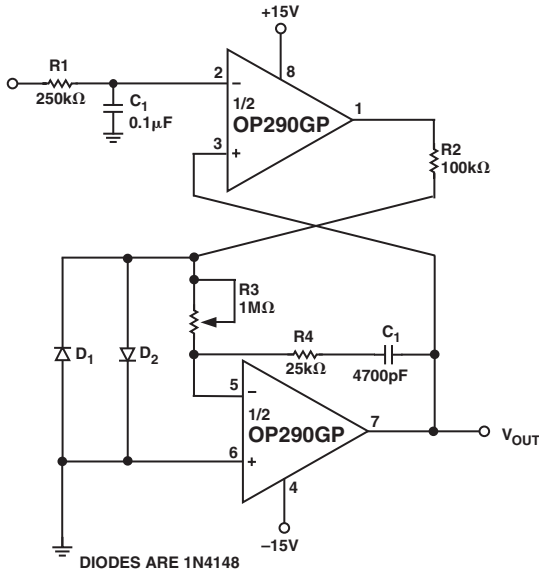 +15V
R1
250kΩ
C1
0.1µF
2
−
8
1/2
OP290GP
1
3
+
R2
100kΩ
R3
1MΩ
D1
D2
R4
25kΩ
C1
4700pF
5
−
1/2
OP290GP
7
6
+
VOUT
4
−15V
DIODES ARE 1N4148